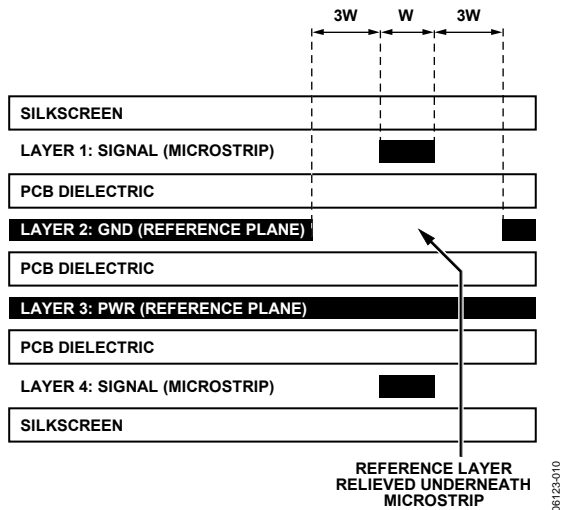 3W W 3W
SILKSCREEN
LAYER 1: SIGNAL (MICROSTRIP)
PCB DIELECTRIC
LAYER 2: GND (REFERENCE PLANE)
PCB DIELECTRIC
LAYER 3: PWR (REFERENCE PLANE)
PCB DIELECTRIC
LAYER 4: SIGNAL (MICROSTRIP)
SILKSCREEN
REFERENCE LAYER
RELIEVED UNDERNEATH
MICROSTRIP
06123-010